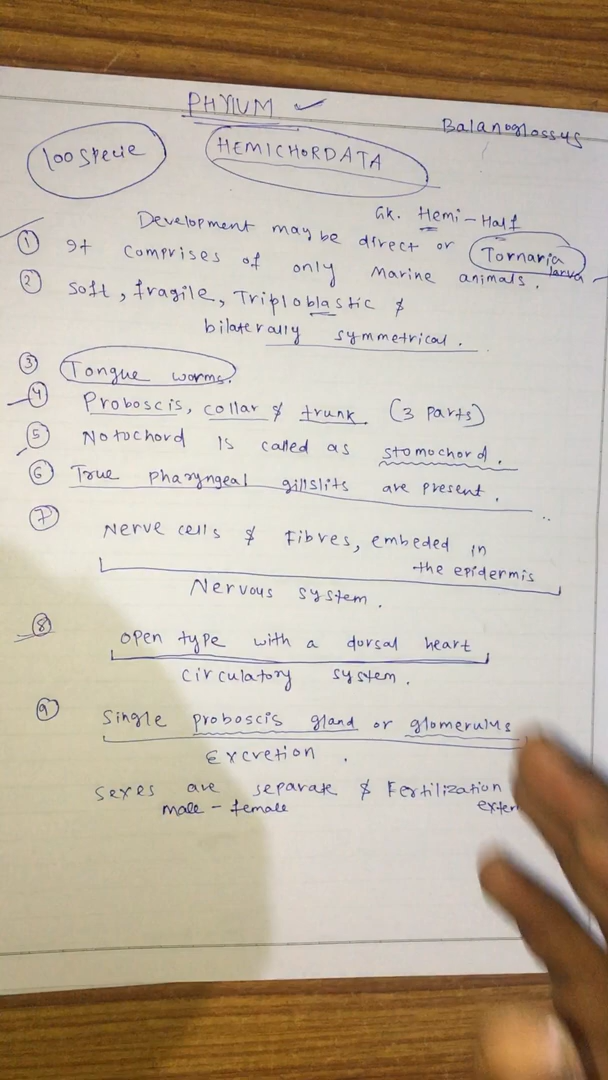 PHYIUM
Balanoglossus
100 specie
HEMICHORDATA
Gk. Hemi-Half
Development may be direct or Tornaria larva
① It comprises of only marine animals.
② Soft, fragile, Triploblastic &
bilaterally symmetrical.
③ Tongue worms.
④ Proboscis, collar & trunk. (3 parts)
⑤ Notochord is called as stomochord.
⑥ True pharyngeal gillslits are present.
⑦ Nerve cells & Fibres, embeded in
the epidermis
Nervous system.
⑧ open type with a dorsal heart
circulatory system.
⑨ Single proboscis gland or glomerulus
Excretion.
Sexes are separate & Fertilization
male - female
exter